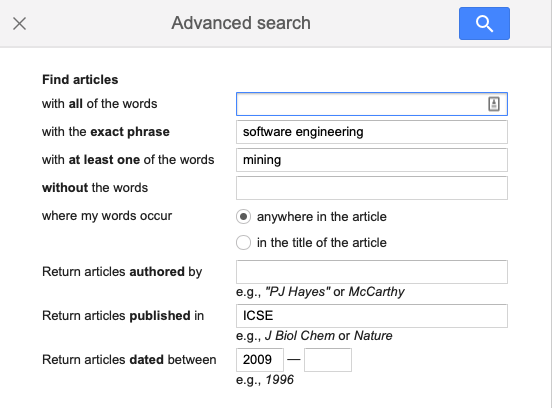 Advanced search
Find articles
with all of the words
with the exact phrase software engineering
with at least one of the words mining
without the words
where my words occur anywhere in the article
in the title of the article
Return articles authored by
e.g., "PJ Hayes" or McCarthy
Return articles published in ICSE
e.g., J Biol Chem or Nature
Return articles dated between 2009 —
e.g., 1996